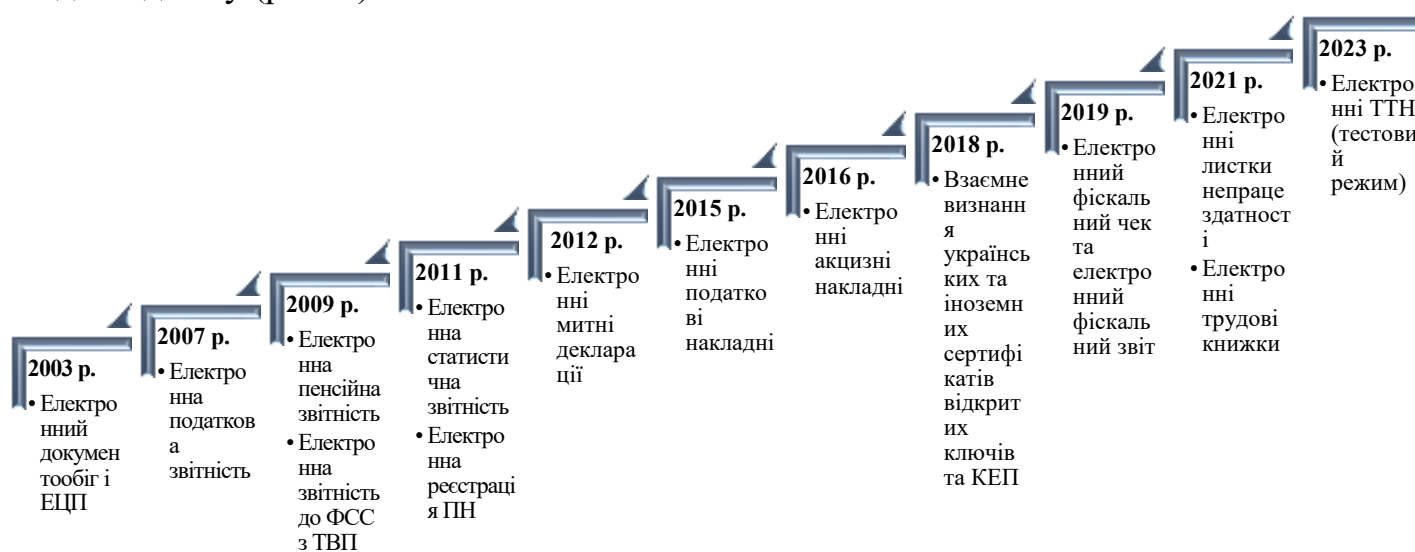 2003 р.
• Електро
нний
докумен
тообіг і
ЕЦП
2007 р.
• Електро
нна
податков
а
звітність
2009 р.
• Електро
нна
пенсійна
звітність
• Електро
нна
звітність
до ФСС
з ТВП
2011 р.
• Електро
нна
статисти
чна
звітність
• Електро
нна
реєстраці
я ПН
2012 р.
• Електро
нні
митні
деклара
ції
2015 р.
• Електро
нні
податко
ві
накладні
2016 р.
• Електро
нні
акцизні
накладні
2018 р.
• Взаємне
визнанн
я
українсь
ких та
іноземн
их
сертифі
катів
відкрит
их
ключів
та КЕП
2019 р.
• Електро
нний
фіскаль
ний чек
та
електро
нний
фіскаль
ний звіт
2021 р.
• Електро
нні
листки
непраце
здатност
і
• Електро
нні
трудові
книжки
2023 р.
• Електро
нні ТТН
(тестови
й
режим)